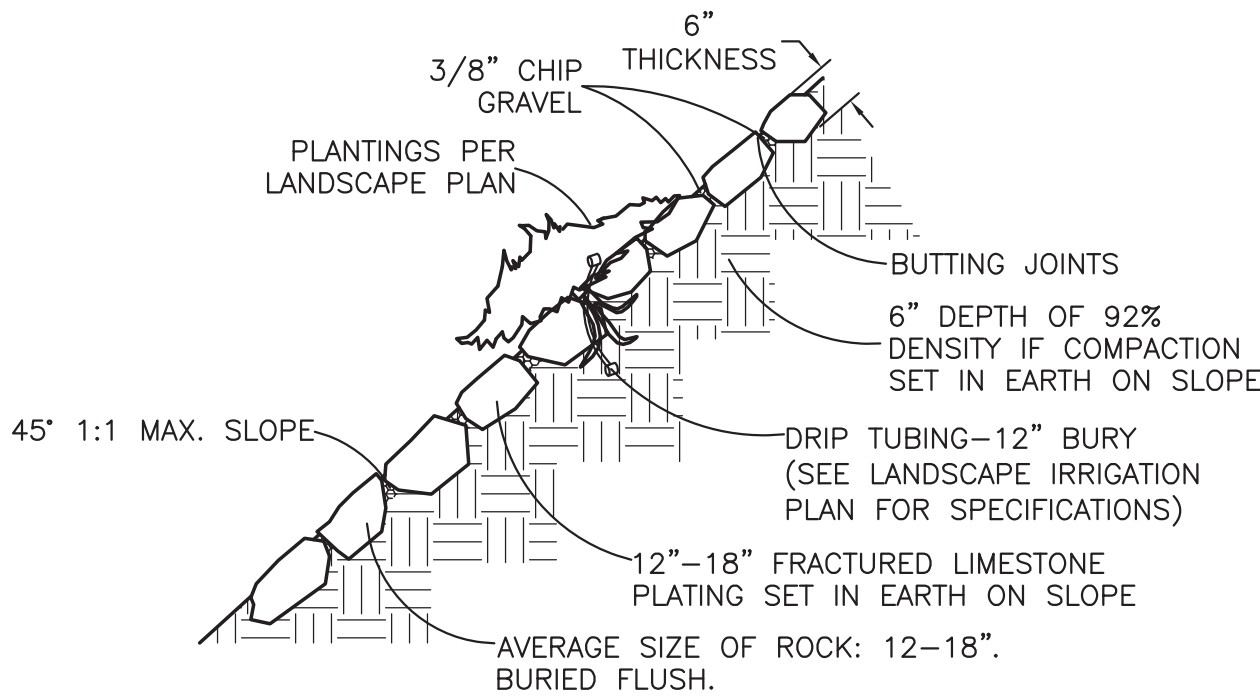 6”
THICKNESS
3/8” CHIP
GRAVEL
PLANTINGS PER
LANDSCAPE PLAN
BUTTING JOINTS
6” DEPTH OF 92%
DENSITY IF COMPACTION
SET IN EARTH ON SLOPE
45° 1:1 MAX. SLOPE
DRIP TUBING–12” BURY
(SEE LANDSCAPE IRRIGATION
PLAN FOR SPECIFICATIONS)
12”–18” FRACTURED LIMESTONE
PLATING SET IN EARTH ON SLOPE
AVERAGE SIZE OF ROCK: 12–18”.
BURIED FLUSH.